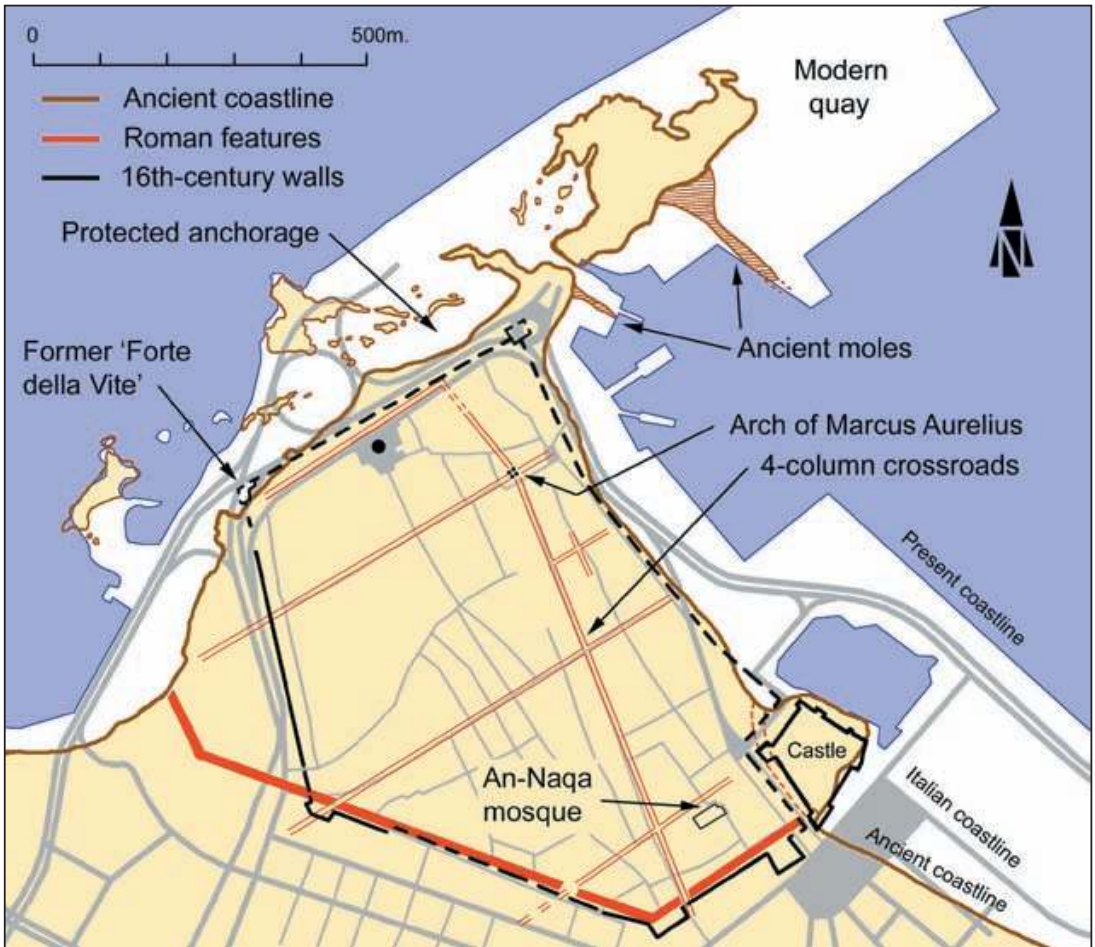 0 500m.
Ancient coastline
Roman features
16th-century walls
Modern
quay
Protected anchorage
N
Former ‘Forte
della Vite’
Ancient moles
Arch of Marcus Aurelius
4-column crossroads
Present coastline
Castle
An-Naqa
mosque
Italian coastline
Ancient coastline